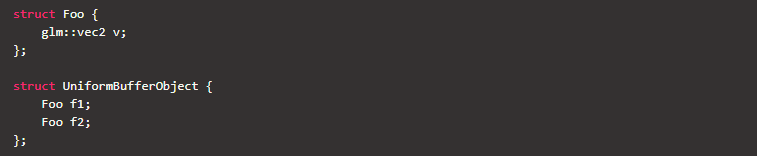 struct Foo {
    glm::vec2 v;
};

struct UniformBufferObject {
    Foo f1;
    Foo f2;
};